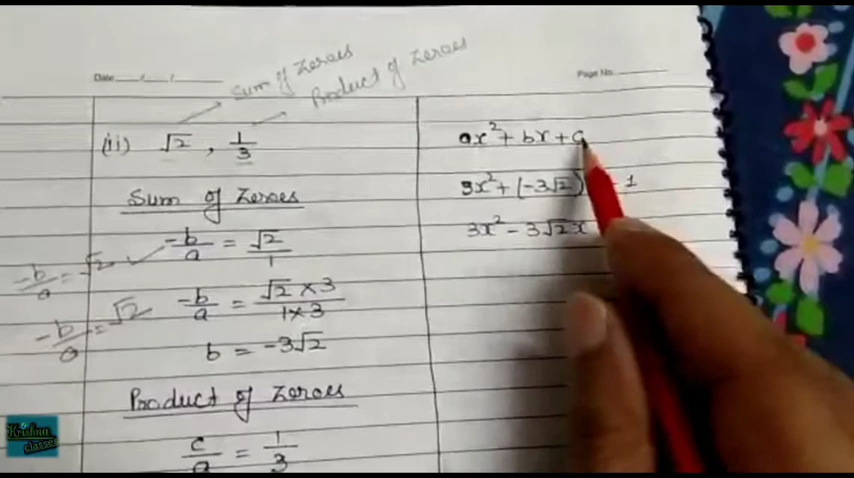 Date
Page No.
Sum of Zeroes
Product of Zeroes
(ii) √2 , 1/3
Sum of Zeroes
-b/a = √2/1
-b/a = √2
-b/a = √2×3/1×3
-b/a = √2
b = -3√2
Product of Zeroes
c/a = 1/3
ax² + bx + c
3x² + (-3√2) 1
3x² - 3√2x
Krishna
classes